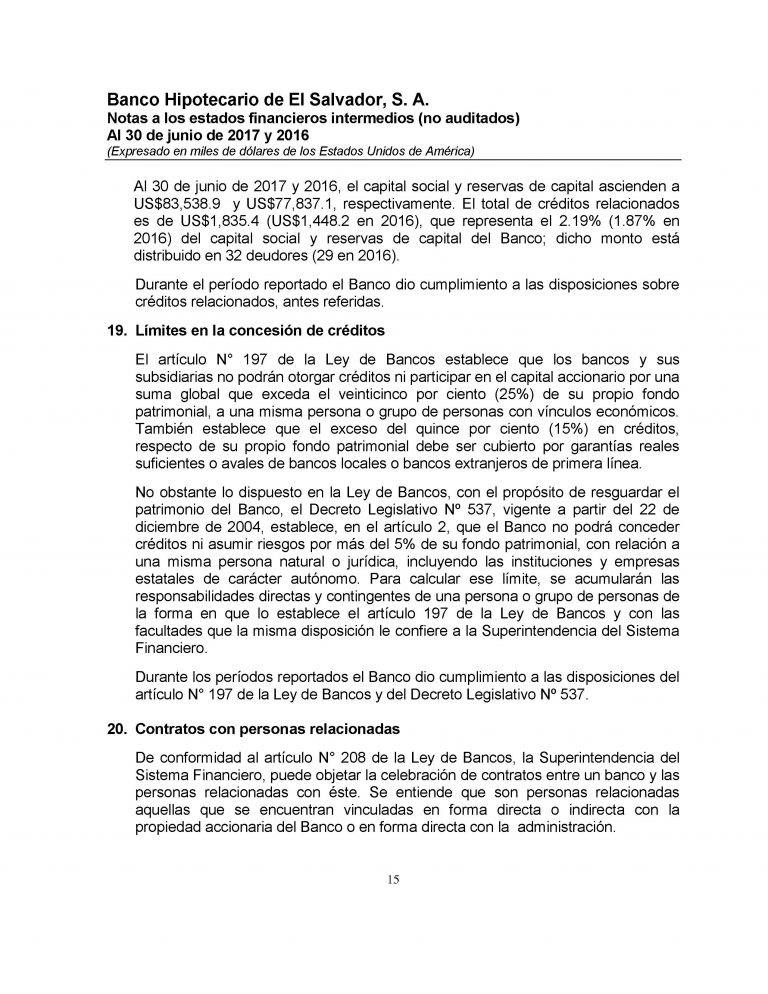 Banco Hipotecario de El Salvador, S. A.
Notas a los estados financieros intermedios (no auditados)
Al 30 de junio de 2017 y 2016
(Expresado en miles de dólares de los Estados Unidos de América)
Al 30 de junio de 2017 y 2016, el capital social y reservas de capital ascienden a
US$83,538.9 y US$77,837.1, respectivamente. El total de créditos relacionados
es de US$1,835.4 (US$1,448.2 en 2016), que representa el 2.19% (1.87% en
2016) del capital social y reservas de capital del Banco; dicho monto está
distribuido en 32 deudores (29 en 2016).
Durante el período reportado el Banco dio cumplimiento a las disposiciones sobre
créditos relacionados, antes referidas.
19. Límites en la concesión de créditos
El artículo N° 197 de la Ley de Bancos establece que los bancos y sus
subsidiarias no podrán otorgar créditos ni participar en el capital accionario por una
suma global que exceda el veinticinco por ciento (25%) de su propio fondo
patrimonial, a una misma persona o grupo de personas con vínculos económicos.
También establece que el exceso del quince por ciento (15%) en créditos,
respecto de su propio fondo patrimonial debe ser cubierto por garantías reales
suficientes o avales de bancos locales o bancos extranjeros de primera línea.
No obstante lo dispuesto en la Ley de Bancos, con el propósito de resguardar el
patrimonio del Banco, el Decreto Legislativo Nº 537, vigente a partir del 22 de
diciembre de 2004, establece, en el artículo 2, que el Banco no podrá conceder
créditos ni asumir riesgos por más del 5% de su fondo patrimonial, con relación a
una misma persona natural o jurídica, incluyendo las instituciones y empresas
estatales de carácter autónomo. Para calcular ese límite, se acumularán las
responsabilidades directas y contingentes de una persona o grupo de personas de
la forma en que lo establece el artículo 197 de la Ley de Bancos y con las
facultades que la misma disposición le confiere a la Superintendencia del Sistema
Financiero.
Durante los períodos reportados el Banco dio cumplimiento a las disposiciones del
artículo N° 197 de la Ley de Bancos y del Decreto Legislativo Nº 537.
20. Contratos con personas relacionadas
De conformidad al artículo N° 208 de la Ley de Bancos, la Superintendencia del
Sistema Financiero, puede objetar la celebración de contratos entre un banco y las
personas relacionadas con éste. Se entiende que son personas relacionadas
aquellas que se encuentran vinculadas en forma directa o indirecta con la
propiedad accionaria del Banco o en forma directa con la administración.
15